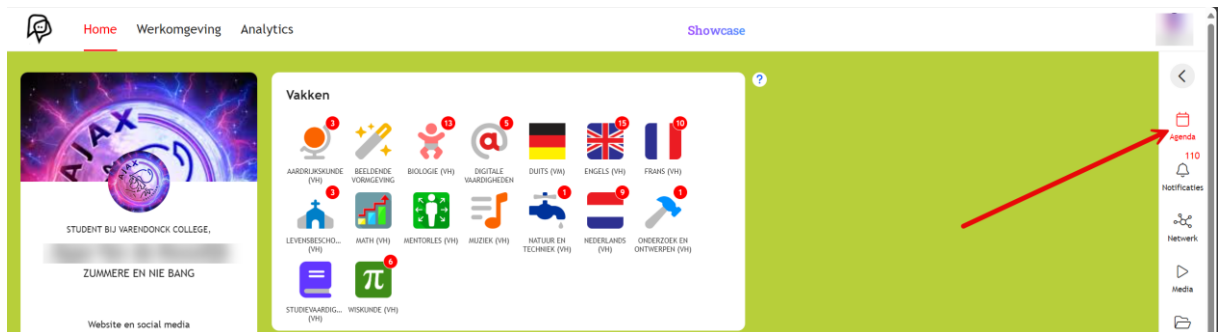 Home Werkomgeving Analytics Showcase
Vakken
?
3 13 5 15 10
AARDRIJKSKUNDE (VH)
BEELDENDE VORMGEVING
BIOLOGIE (VH)
DIGITALE VAARDIGHEDEN
DUITS (VM)
ENGELS (VH)
FRANS (VH)
3 1 9 1
LEVENSBESCHO... (VH)
MATH (VH)
MENTORLES (VH)
MUZIEK (VH)
NATUUR EN TECHNIEK (VH)
NEDERLANDS (VH)
ONDERZOEK EN ONTWERPEN (VH)
6
STUDIEVAARDIG... (VH)
WISKUNDE (VH)
AJAX
STUDENT BIJ VARENDONCK COLLEGE,
ZUMMERE EN NIE BANG
Website en social media
Agenda
110
Notificaties
Netwerk
Media